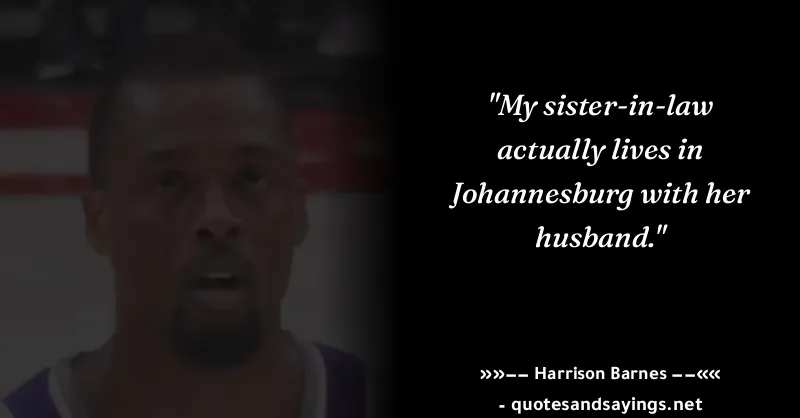 "My sister-in-law
actually lives in
Johannesburg with her
husband."
»»−− Harrison Barnes −−««
- quotesandsayings.net